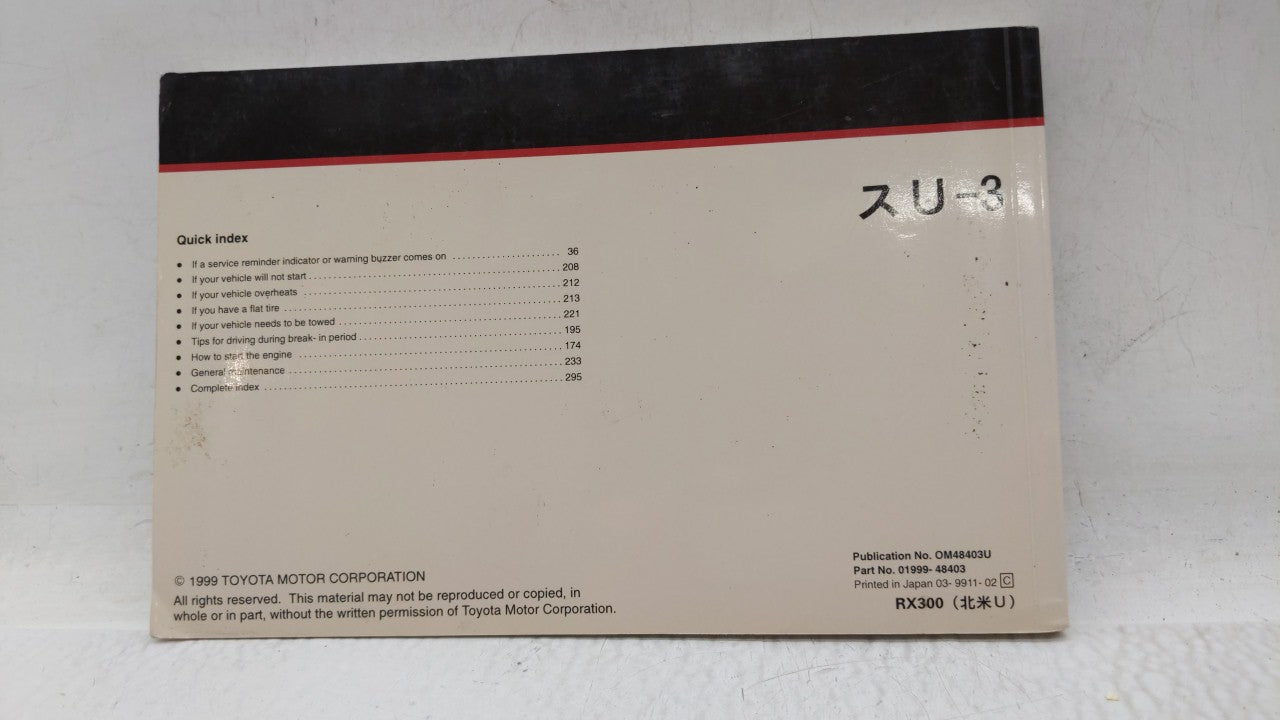 スU-3
Quick index
● If a service reminder indicator or warning buzzer comes on ........................ 36
● If your vehicle will not start ........................ 208
● If your vehicle overheats ........................ 212
● If you have a flat tire ........................ 213
● If your vehicle needs to be towed ........................ 221
● Tips for driving during break- in period ........................ 195
● How to start the engine ........................ 174
● General maintenance ........................ 233
● Complete index ........................ 295
© 1999 TOYOTA MOTOR CORPORATION
All rights reserved. This material may not be reproduced or copied, in
whole or in part, without the written permission of Toyota Motor Corporation.
Publication No. OM48403U
Part No. 01999- 48403
Printed in Japan 03- 9911- 02 C
RX300（北米U）